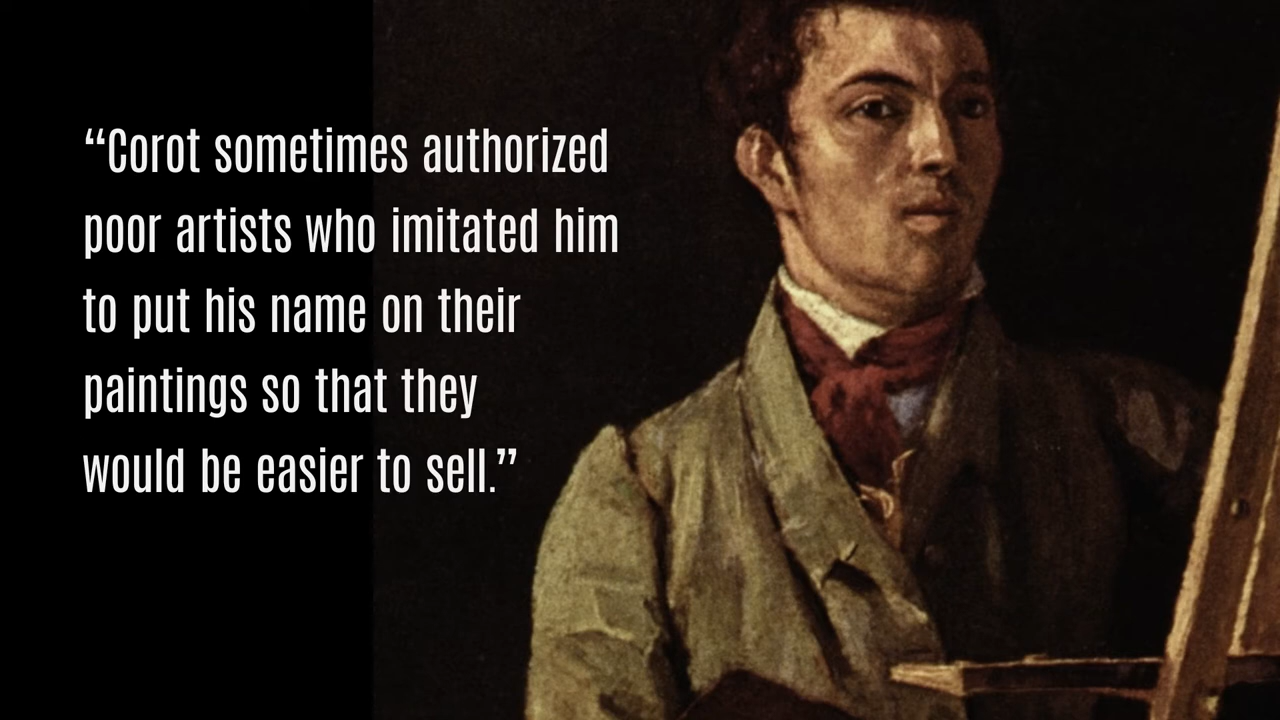 “Corot sometimes authorized
poor artists who imitated him
to put his name on their
paintings so that they
would be easier to sell.”